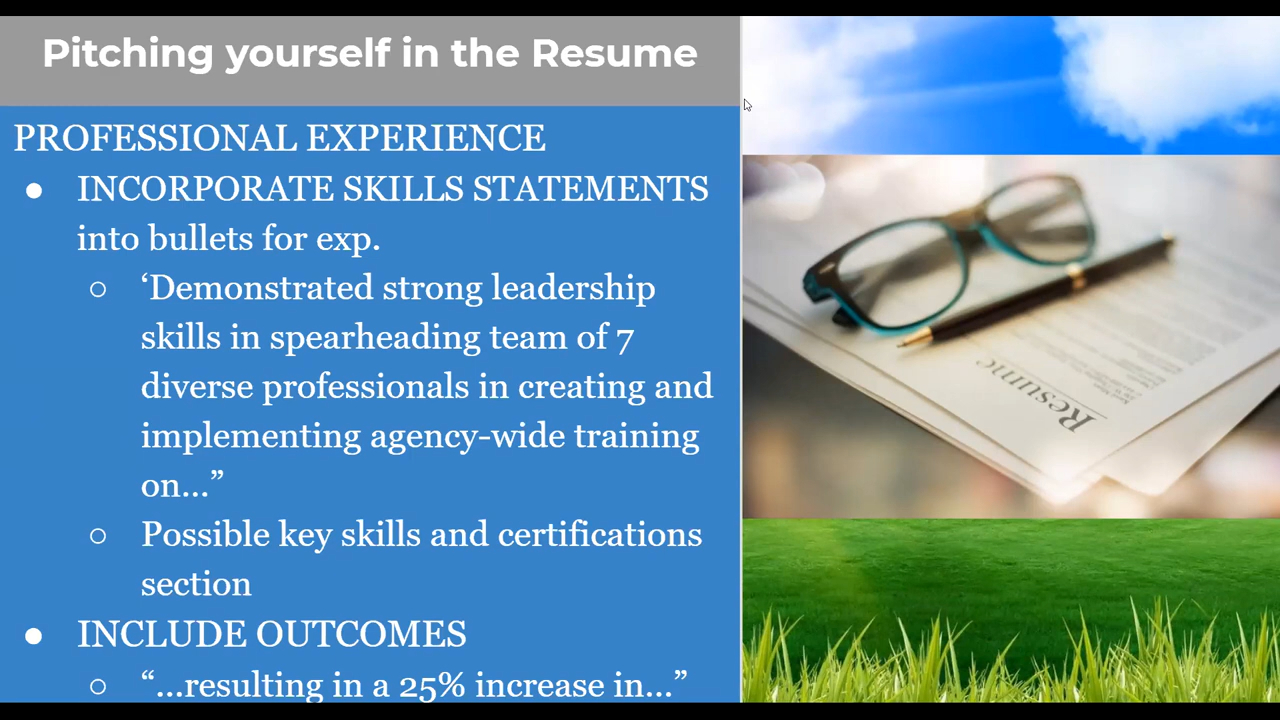 Pitching yourself in the Resume
PROFESSIONAL EXPERIENCE
● INCORPORATE SKILLS STATEMENTS
into bullets for exp.
○ ‘Demonstrated strong leadership
skills in spearheading team of 7
diverse professionals in creating and
implementing agency-wide training
on...”
○ Possible key skills and certifications
section
● INCLUDE OUTCOMES
○ “...resulting in a 25% increase in...”
Resume